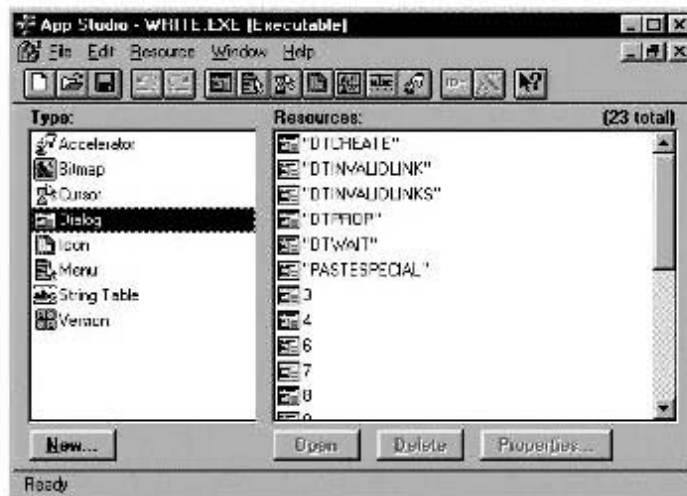 App Studio - WRITE.EXE [Executable]
File Edit Resource Window Help
Type:
Accelerator
Bitmap
Cursor
Dialog
Icon
Menu
String Table
Version
New...
Resources: (23 total)
"DTCREATE"
"DTINVALIDLINK"
"DTINVALIDLINKS"
"DTPROP"
"DTWAIT"
"PASTESPECIAL"
3
4
6
7
8
Open Delete Properties...
Ready